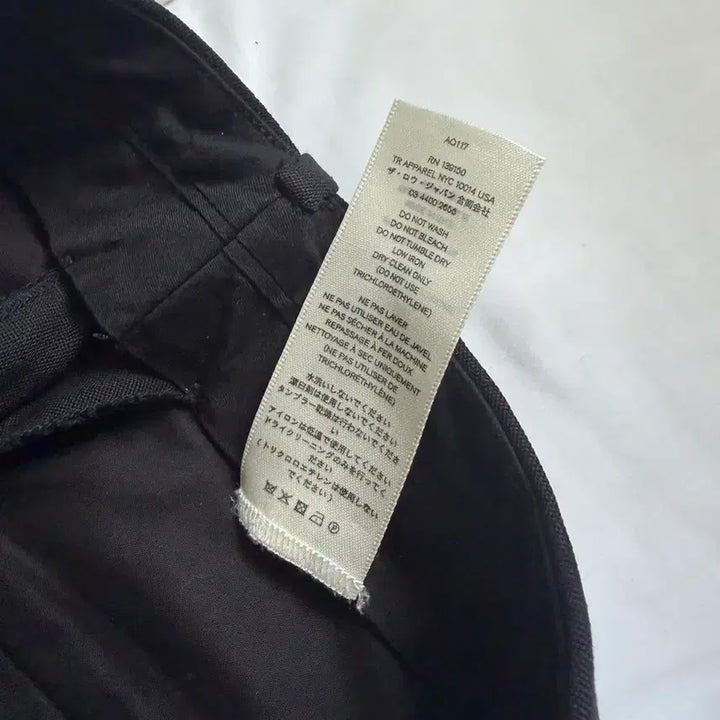 AO117
RN 139150
TR APPAREL NYC 10014 USA
ザ・ロウ・ジャパン合同会社
03 4400 2656
DO NOT WASH
DO NOT BLEACH
DO NOT TUMBLE DRY
LOW IRON
DRY CLEAN ONLY
(DO NOT USE
TRICHLOROETHYLENE)
NE PAS LAVER
NE PAS UTILISER EAU DE JAVEL
NE PAS SÉCHER À LA MACHINE
REPASSAGE À FER DOUX
NETTOYAGE À SEC UNIQUEMENT
(NE PAS UTILISER DE
TRICHLORETHYLÈNE)
水洗いしないでください
漂白剤は使用しないでください
タンブラー乾燥は行わないでくださ
い
アイロンは低温で使用してください
ドライクリーニングのみを行ってく
ださい
(トリクロロエチレンは使用しない
でください)
P